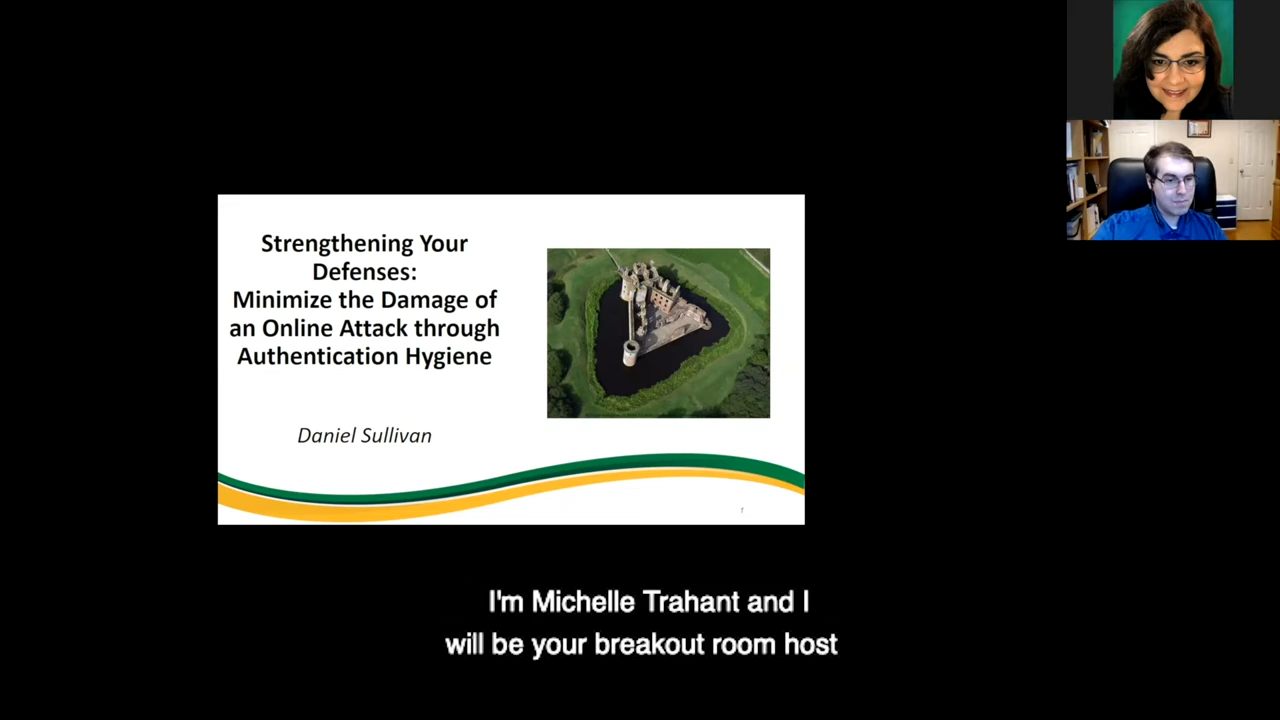 Strengthening Your
Defenses:
Minimize the Damage of
an Online Attack through
Authentication Hygiene
Daniel Sullivan
1
I'm Michelle Trahant and I
will be your breakout room host